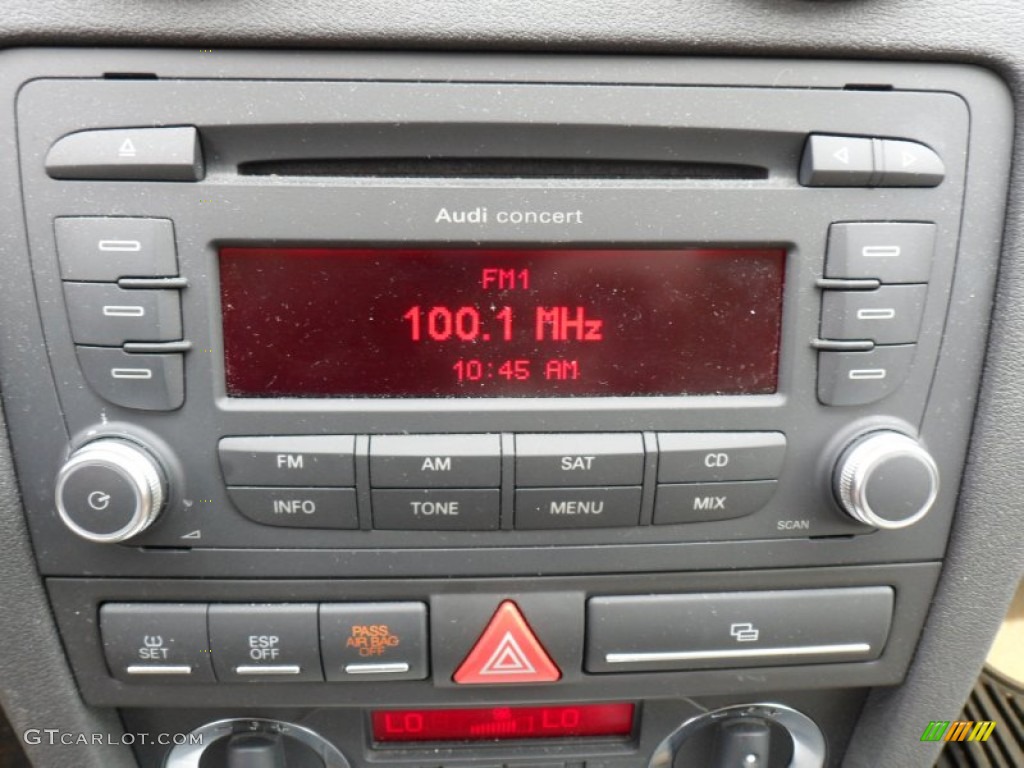 Audi concert
FM1
100.1 MHz
10:45 AM
FM AM SAT CD
INFO TONE MENU MIX
SCAN
SET
ESP
OFF
PASS
AIR BAG
OFF
LO LO
GTCARLOT.COM